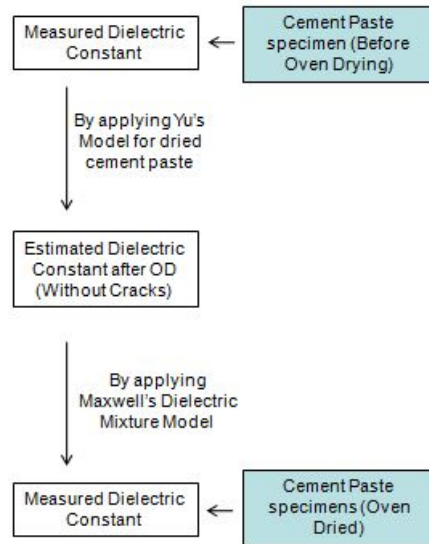 Measured Dielectric
Constant
Cement Paste
specimen (Before
Oven Drying)
By applying Yu's
Model for dried
cement paste
Estimated Dielectric
Constant after OD
(Without Cracks)
By applying
Maxwell's Dielectric
Mixture Model
Measured Dielectric
Constant
Cement Paste
specimens (Oven
Dried)